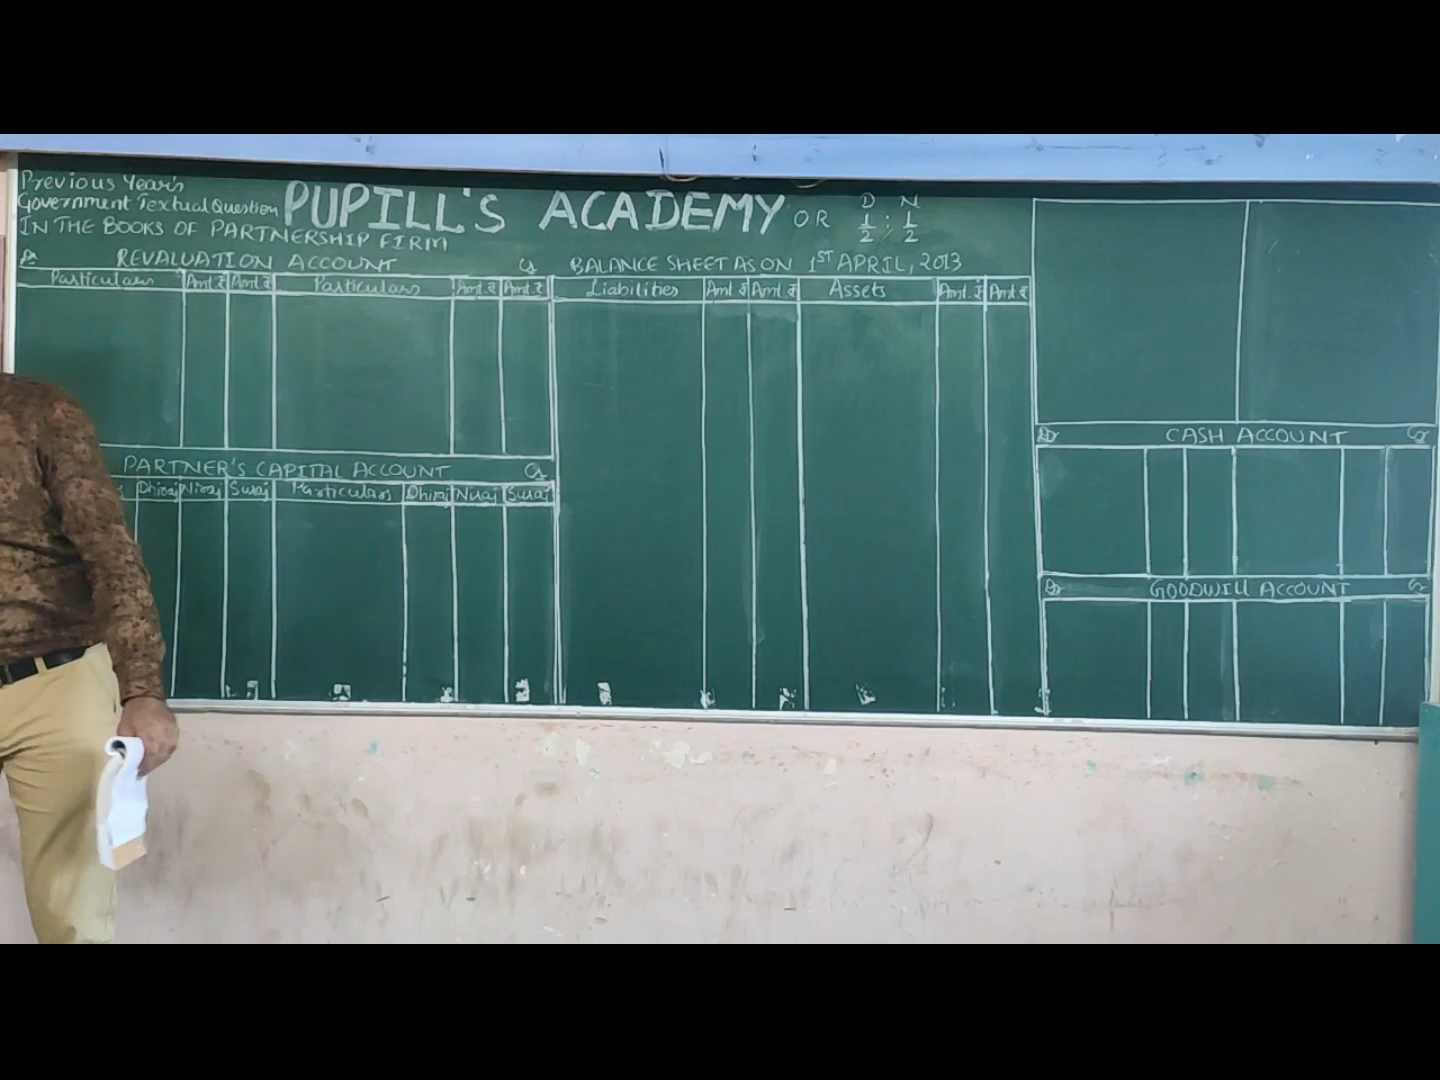 Previous Year's
Government Textual Question
PUPILL'S ACADEMY
OR D N
1/2 : 1/2
IN THE BOOKS OF PARTNERSHIP FIRM
Dr REVALUATION ACCOUNT Cr
Particulars Amt.₹ Amt.₹ Particulars Amt.₹ Amt.₹
BALANCE SHEET AS ON 1ST APRIL, 2013
Liabilities Amt ₹ Amt ₹ Assets Amt.₹ Amt.₹
PARTNER'S CAPITAL ACCOUNT Cr
Dhiraj Niraj Suraj Particulars Dhiraj Niraj Suraj
Dr CASH ACCOUNT Cr
Dr GOODWILL ACCOUNT Cr